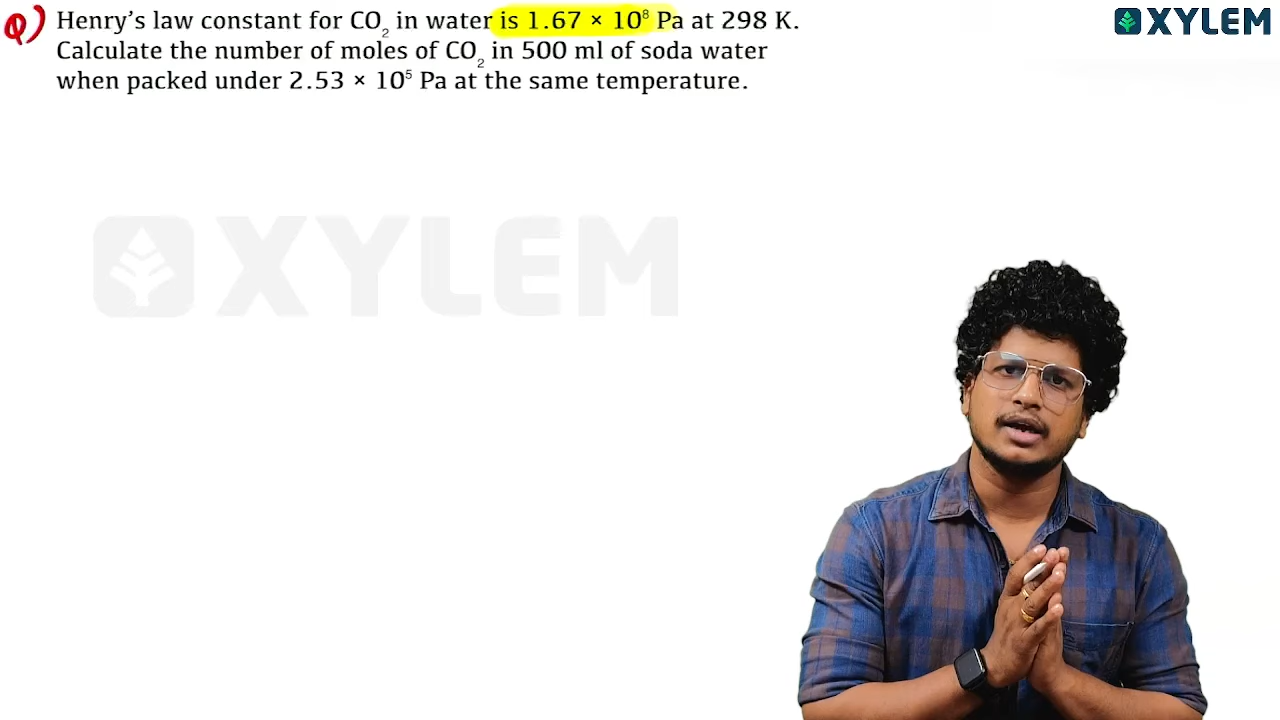 Q) Henry's law constant for CO₂ in water is 1.67 × 10⁸ Pa at 298 K.
Calculate the number of moles of CO₂ in 500 ml of soda water
when packed under 2.53 × 10⁵ Pa at the same temperature.
XYLEM
XYLEM